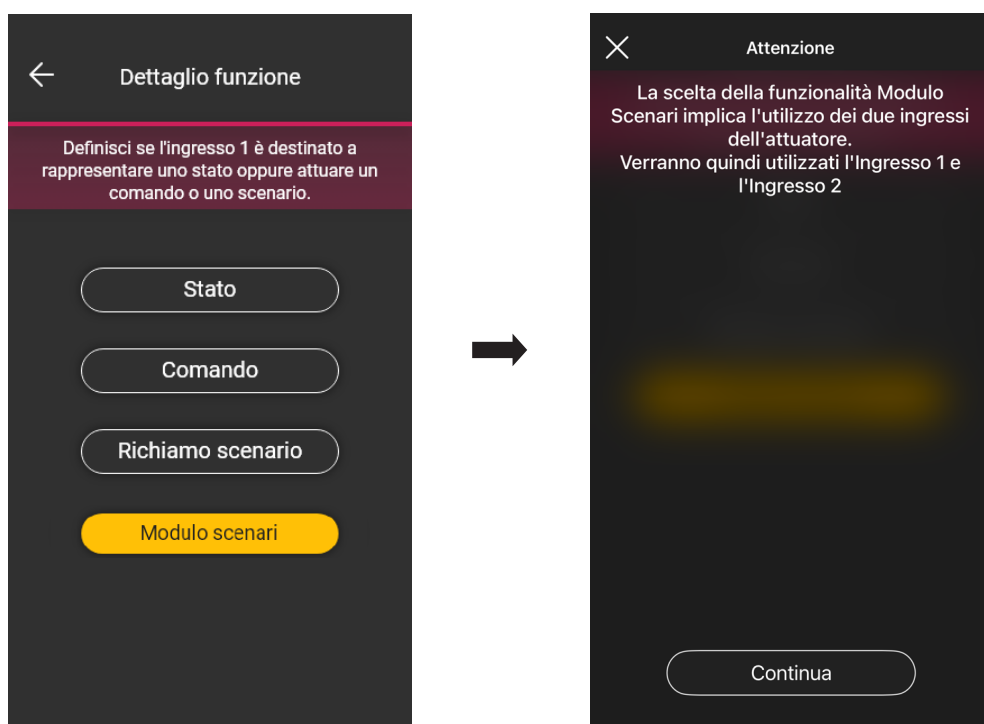 Dettaglio funzione
Definisci se l'ingresso 1 è destinato a
rappresentare uno stato oppure attuare un
comando o uno scenario.
Stato
Comando
Richiamo scenario
Modulo scenari
Attenzione
La scelta della funzionalità Modulo
Scenari implica l'utilizzo dei due ingressi
dell'attuatore.
Verranno quindi utilizzati l'Ingresso 1 e
l'Ingresso 2
Continua